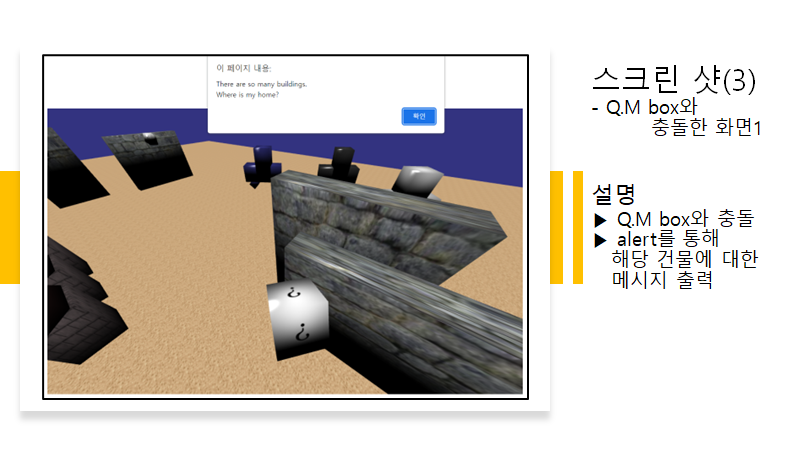 이 페이지 내용:
There are so many buildings.
Where is my home?
확인
?
?
스크린 샷(3)
- Q.M box와
충돌한 화면1
설명
▶ Q.M box와 충돌
▶ alert를 통해
해당 건물에 대한
메시지 출력